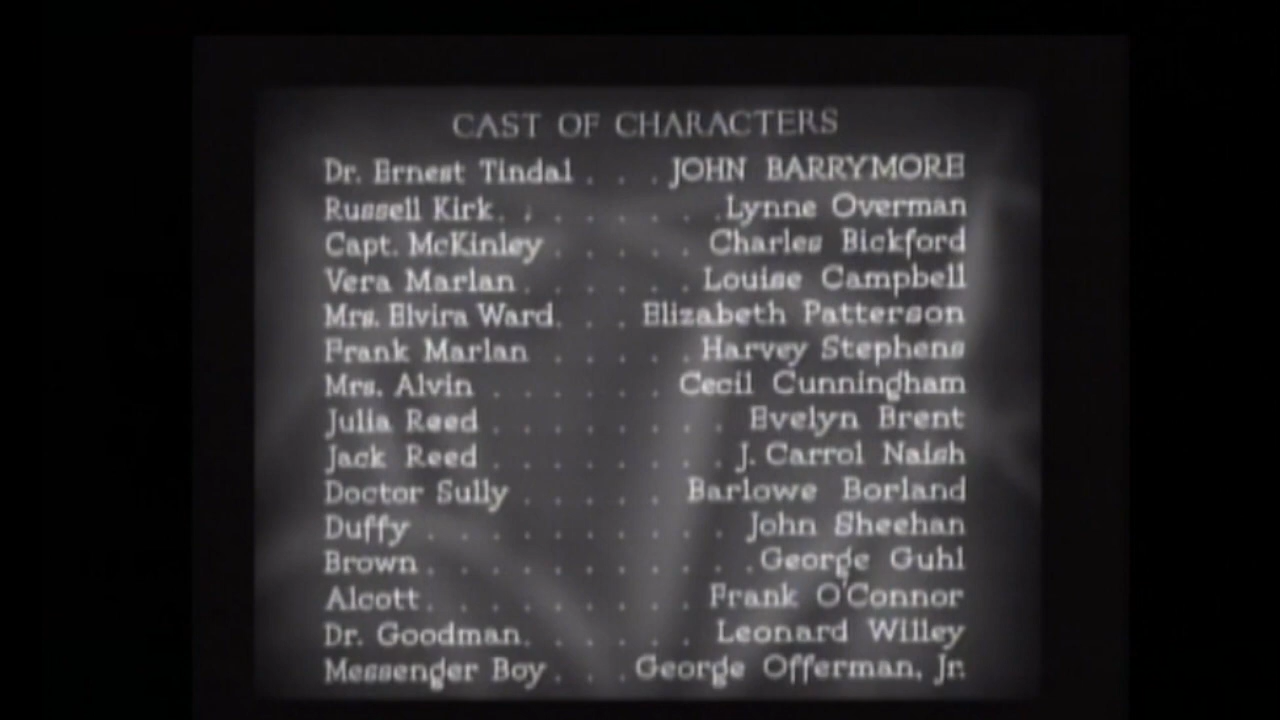 CAST OF CHARACTERS
Dr. Ernest Tindal . . . JOHN BARRYMORE
Russell Kirk. . . . . . . .Lynne Overman
Capt. McKinley . . . . . Charles Bickford
Vera Marlan . . . . . . Louise Campbell
Mrs. Elvira Ward. . . Elizabeth Patterson
Frank Marlan . . . . . Harvey Stephens
Mrs. Alvin . . . . . . Cecil Cunningham
Julia Reed . . . . . . . . Evelyn Brent
Jack Reed . . . . . . . . J. Carrol Naish
Doctor Sully . . . . . Barlowe Borland
Duffy . . . . . . . . . . John Sheehan
Brown . . . . . . . . . . .George Guhl
Alcott. . . . . . . . . Frank O'Connor
Dr. Goodman. . . . . . Leonard Willey
Messenger Boy . . . George Offerman, Jr.